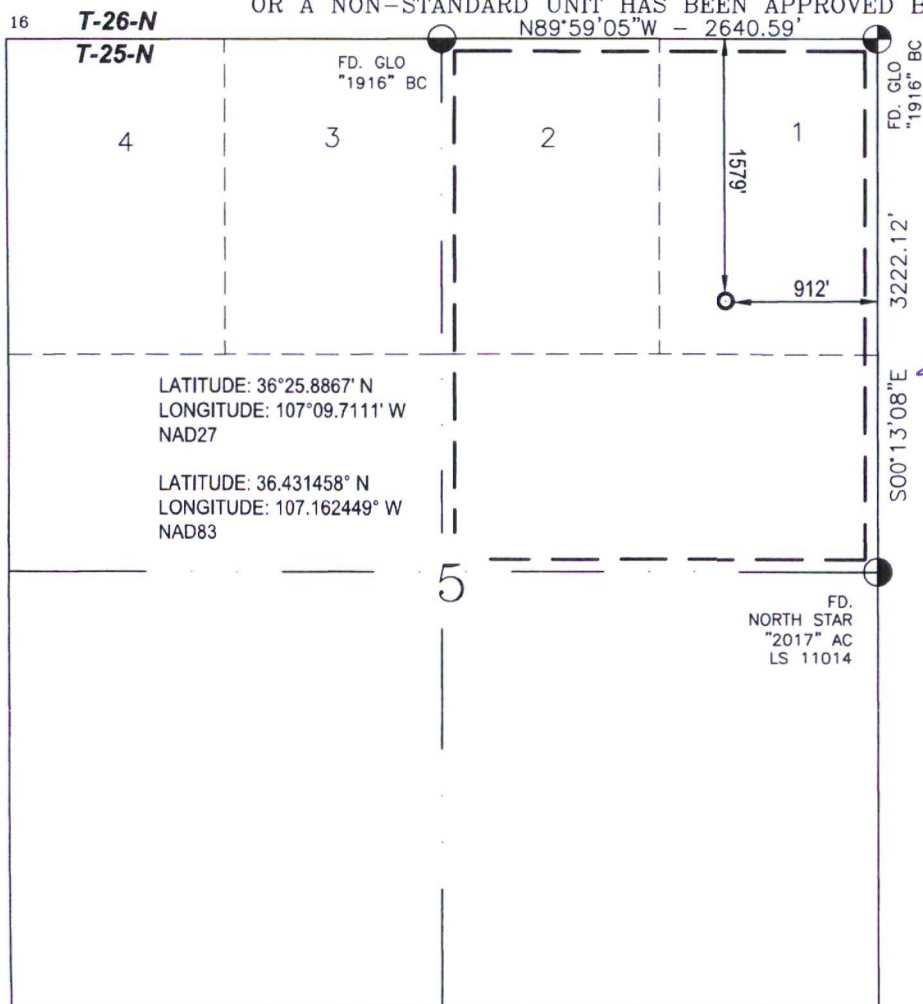 OR A NON-STANDARD UNIT HAS BEEN APPROVED B
16
T-26-N
N89°59'05"W - 2640.59'
T-25-N
FD. GLO
"1916" BC
FD. GLO
"1916" BC
4
3
2
1
1579'
912'
3222.12'
S00°13'08"E
LATITUDE: 36°25.8867' N
LONGITUDE: 107°09.7111' W
NAD27
LATITUDE: 36.431458° N
LONGITUDE: 107.162449° W
NAD83
5
FD.
NORTH STAR
"2017" AC
LS 11014